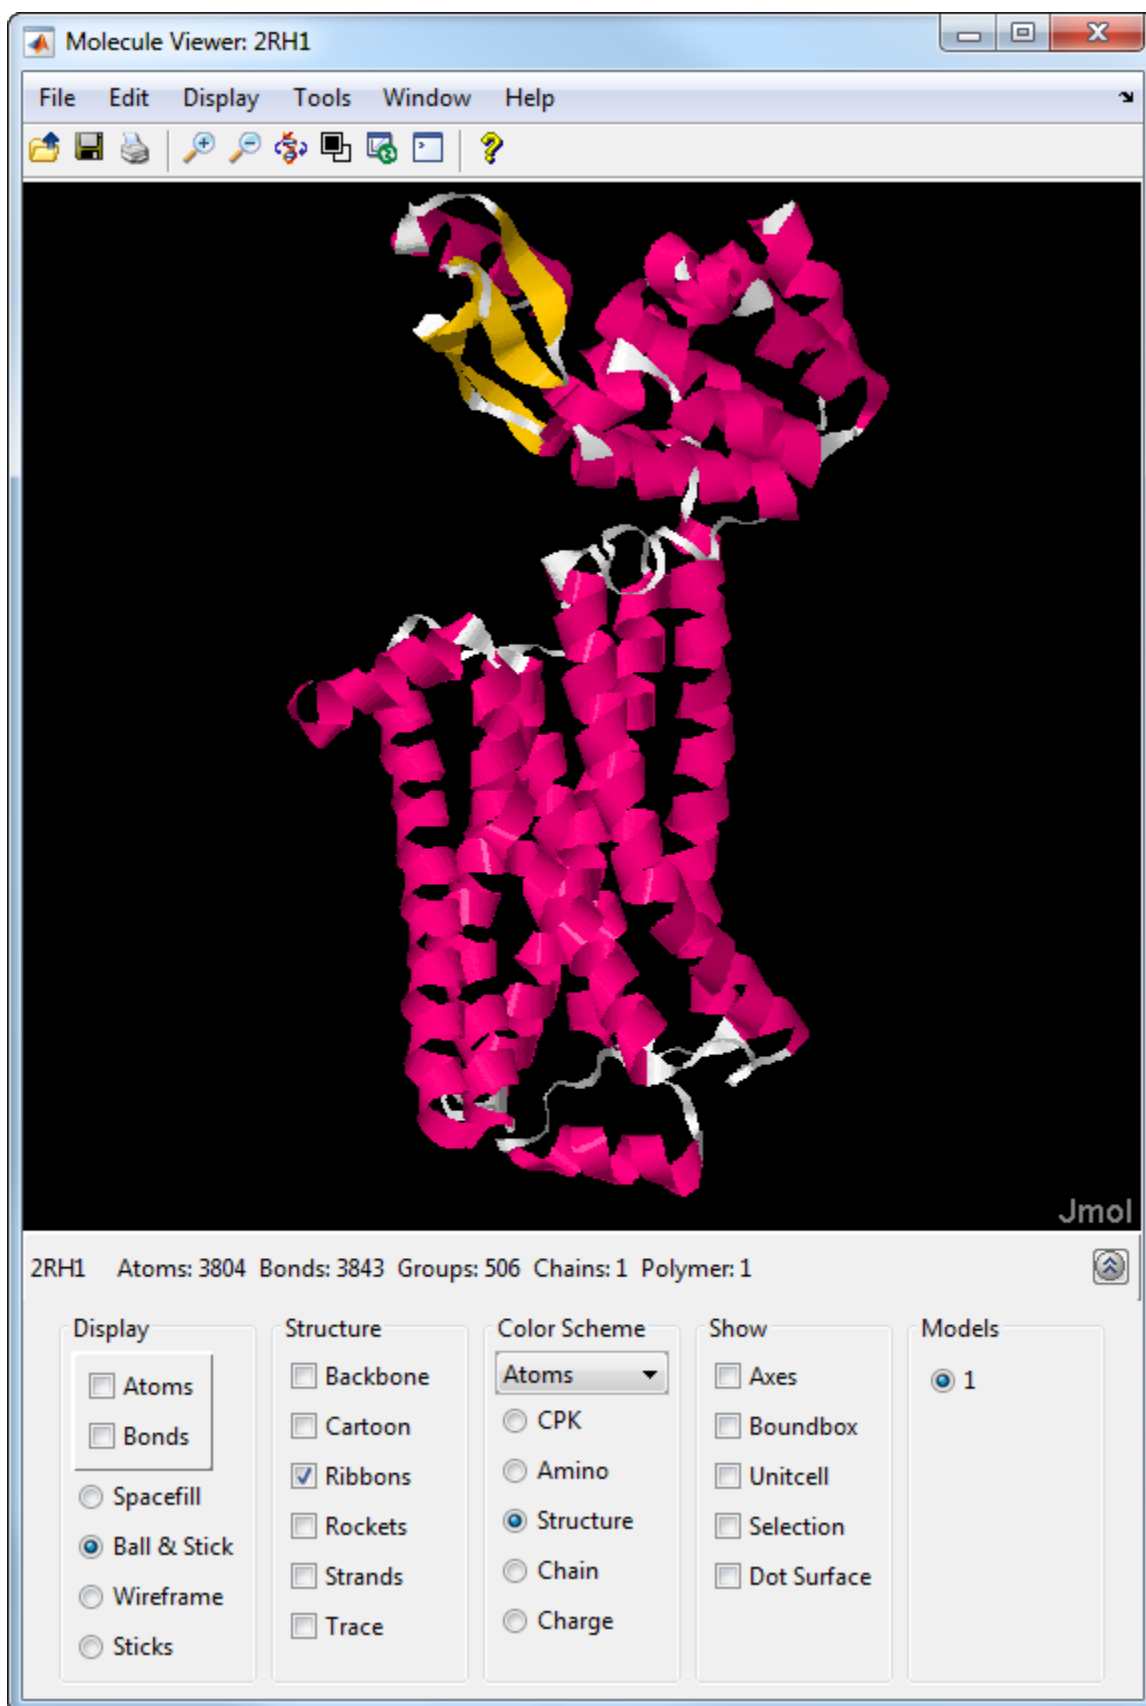 Molecule Viewer: 2RH1
File Edit Display Tools Window Help
Jmol
2RH1 Atoms: 3804 Bonds: 3843 Groups: 506 Chains: 1 Polymer: 1
Display
Atoms
Bonds
Spacefill
Ball & Stick
Wireframe
Sticks
Structure
Backbone
Cartoon
Ribbons
Rockets
Strands
Trace
Color Scheme
Atoms
CPK
Amino
Structure
Chain
Charge
Show
Axes
Boundbox
Unitcell
Selection
Dot Surface
Models
1